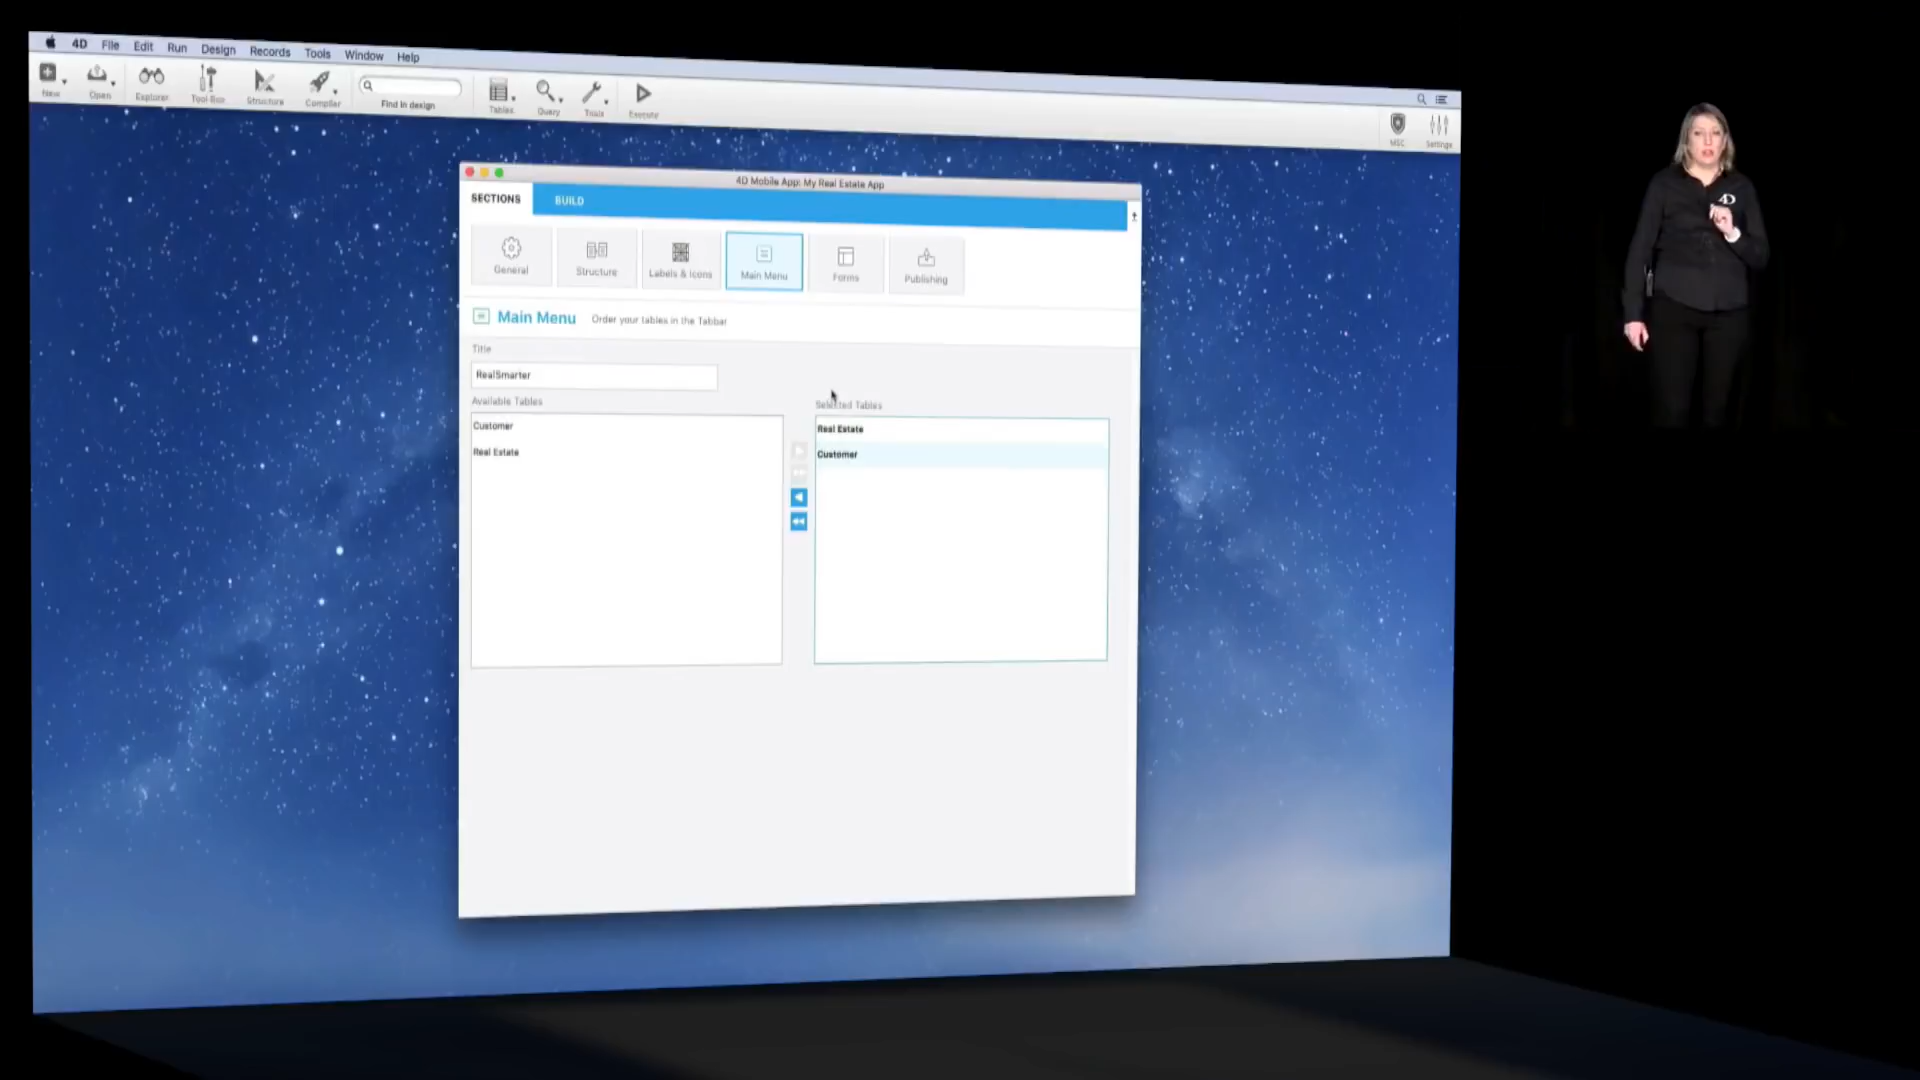 4D File Edit Run Design Records Tools Window Help
New Open Explorer Tool Box Structure Compiler Find in design Tables Query Tools Execute MSC Settings
4D Mobile App: My Real Estate App
SECTIONS BUILD
General Structure Labels & Icons Main Menu Forms Publishing
Main Menu Order your tables in the Tabbar
Title
RealSmarter
Available Tables Selected Tables
Customer Real Estate
Real Estate Customer
4D